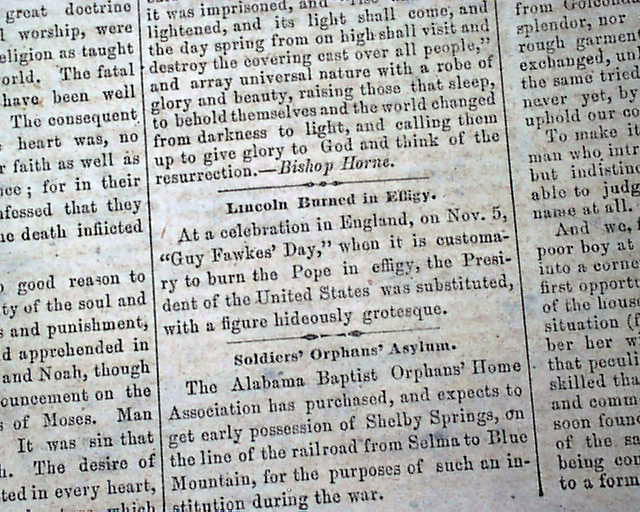 great doctrine
worship, were
eligion as taught
orld. The fatal
have been well
The consequent
heart was, no
r faith as well as
ce; for in their
nfessed that they
e death inflicted
good reason to
ty of the soul and
s and punishment,
d apprehended in
and Noah, though
ouncement on the
s of Moses. Man
It was sin that
h. The desire of
ted in every heart,
which
it was imprisoned, and
lightened, and its light shall come, and
the day spring from on high shall visit and
destroy the covering cast over all people,"
and array universal nature with a robe of
glory and beauty, raising those that sleep,
to behold themselves and the world changed
from darkness to light, and calling them
up to give glory to God and think of the
resurrection.—Bishop Horne.
Lincoln Burned in Effigy.
At a celebration in England, on Nov. 5,
"Guy Fawkes' Day," when it is customa-
ry to burn the Pope in effigy, the Presi-
dent of the United States was substituted,
with a figure hideously grotesque.
Soldiers' Orphans' Asylum.
The Alabama Baptist Orphans' Home
Association has purchased, and expects to
get early possession of Shelby Springs, on
the line of the railroad from Selma to Blue
Mountain, for the purposes of such an in-
stitution during the war.
from Golcond
splendor, nor
rough garmen
exchanged, un
the same tried
never yet, by
uphold our co
To make it
man who intr
but indistinc
able to judg
name at all.
And we, f
poor boy at
into a corne
first opportu
of the hous
situation (f
ber her wi
that peculi
skilled tha
and comm
soon foun
of the sa
being con
to a form